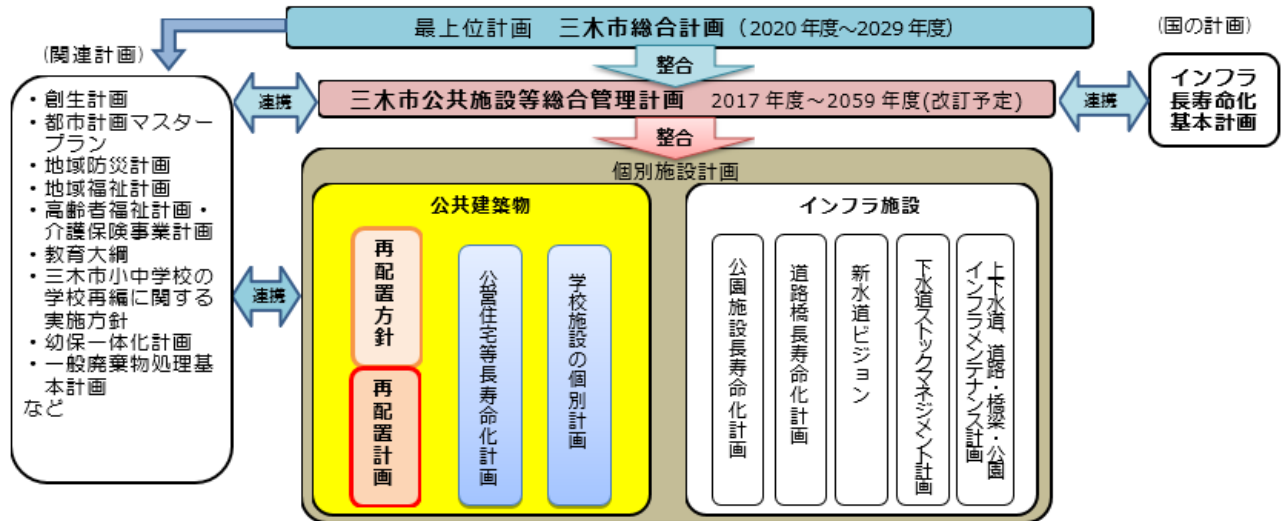 最上位計画 三木市総合計画（2020年度～2029年度）
(国の計画)
(関連計画)
整合
インフラ
長寿命化
基本計画
連携
三木市公共施設等総合管理計画 2017年度～2059年度(改訂予定)
連携
整合
・創生計画
・都市計画マスター
プラン
・地域防災計画
・地域福祉計画
・高齢者福祉計画・
介護保険事業計画
・教育大綱
・三木市小中学校の
学校再編に関する
実施方針
・幼保一体化計画
・一般廃棄物処理基
本計画
など
連携
個別施設計画
公共建築物
再配置方針
再配置計画
公営住宅等長寿命化計画
学校施設の個別計画
インフラ施設
公園施設長寿命化計画
道路橋長寿命化計画
新水道ビジョン
下水道ストックマネジメント計画
上下水道、道路・橋梁・公園
インフラメンテナンス計画